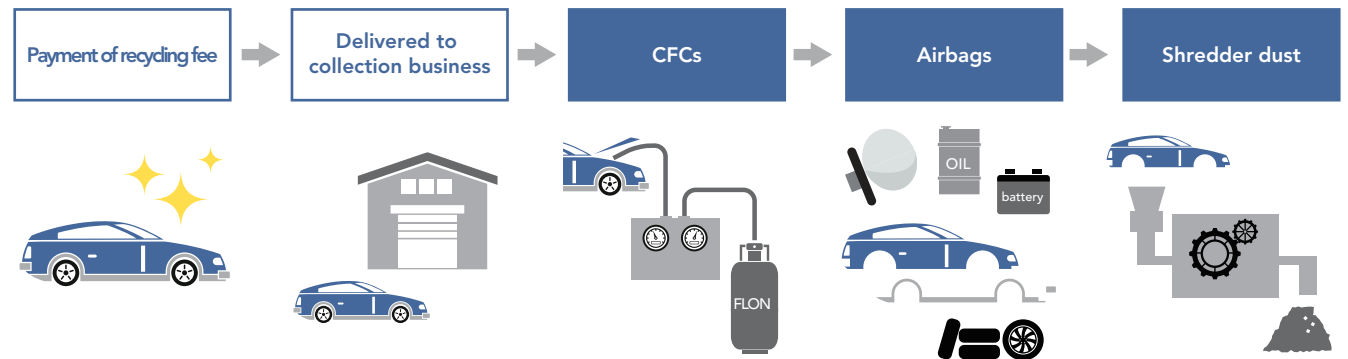 Payment of recycling fee
Delivered to
collection business
CFCs
Airbags
Shredder dust
OIL
battery
FLON